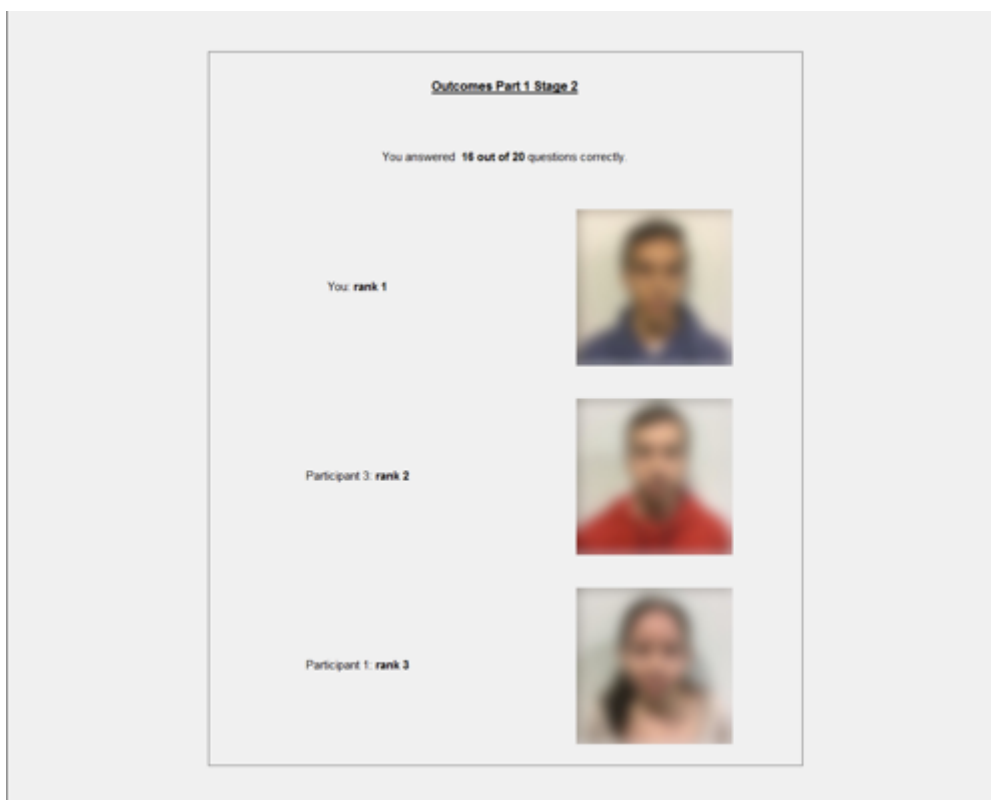 Outcomes Part 1 Stage 2
You answered 16 out of 20 questions correctly.
You: rank 1
Participant 3: rank 2
Participant 1: rank 3